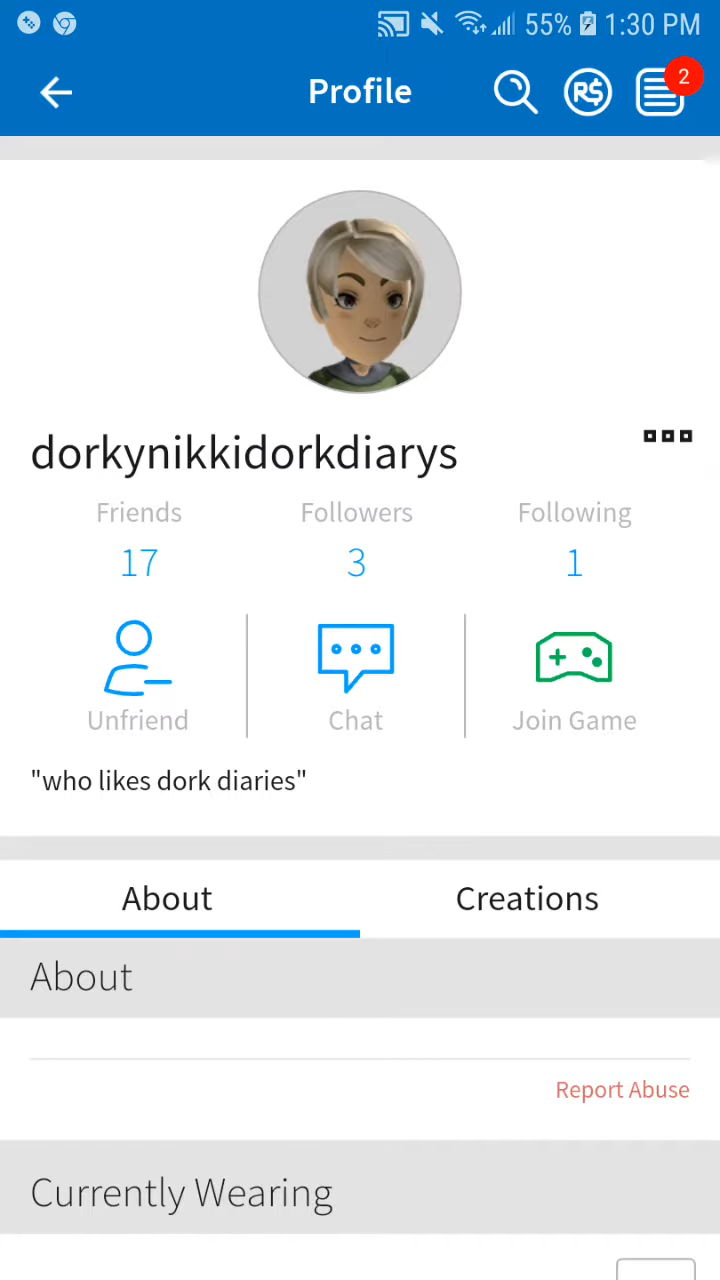 55% 1:30 PM
Profile
R$
2
dorkynikkidorkdiarys
Friends Followers Following
17 3 1
Unfriend Chat Join Game
"who likes dork diaries"
About Creations
About
Report Abuse
Currently Wearing